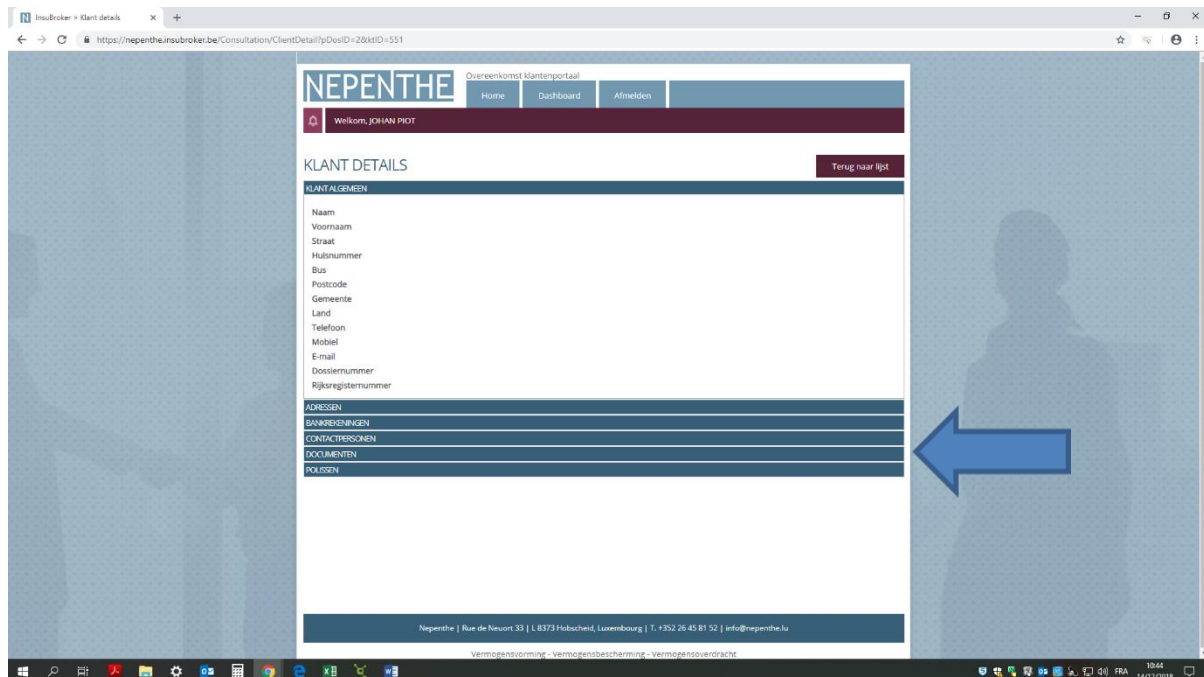 InsuBroker > Klant details
https://nepenthe.insubroker.be/Consultation/ClientDetail?pDosID=2&ktID=551
NEPENTHE
Overeenkomst klantenportaal
Home Dashboard Afmelden
Welkom, JOHAN PIOT
KLANT DETAILS
Terug naar lijst
KLANT ALGEMEEN
Naam
Voornaam
Straat
Huisnummer
Bus
Postcode
Gemeente
Land
Telefoon
Mobiel
E-mail
Dossiernummer
Rijksregisternummer
ADRESSEN
BANKREKENINGEN
CONTACTPERSONEN
DOCUMENTEN
POLISSEN
Nepenthe | Rue de Neuort 33 | L 8373 Hobscheid, Luxembourg | T. +352 26 45 81 52 | info@nepenthe.lu
Vermogensvorming - Vermogensbescherming - Vermogensoverdracht
FRA
10:44
14/12/2018